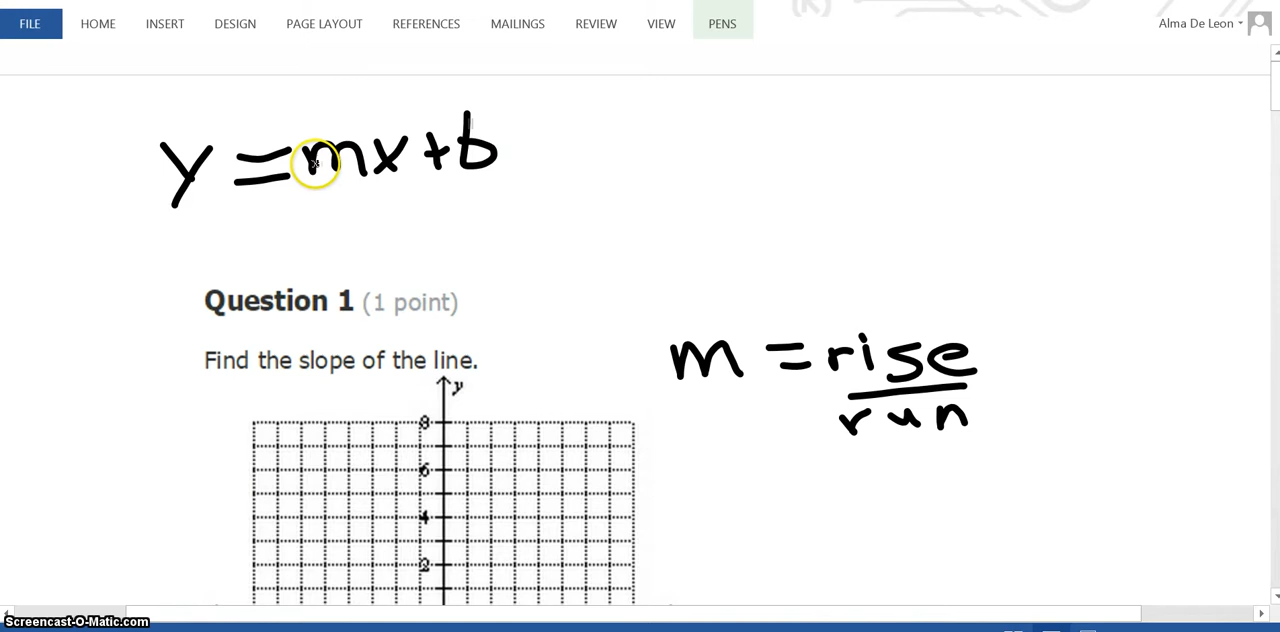 FILE HOME INSERT DESIGN PAGE LAYOUT REFERENCES MAILINGS REVIEW VIEW PENS Alma De Leon
y = mx+b
Question 1 (1 point)
Find the slope of the line.
m = rise
run
y
8
6
4
2
Screencast-O-Matic.com